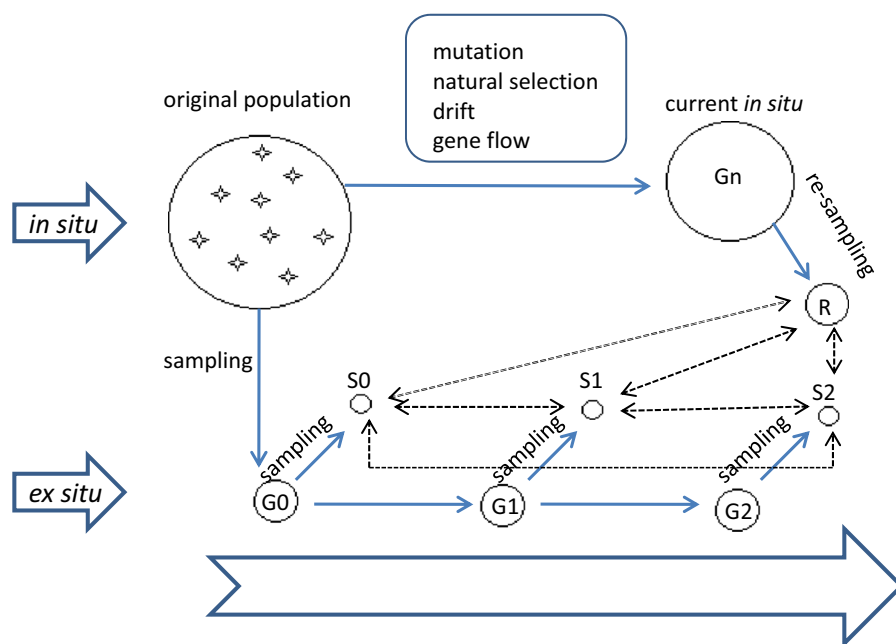 mutation
natural selection
drift
gene flow
original population
current in situ
Gn
in situ
re-sampling
R
sampling
S0
S1
S2
sampling
sampling
sampling
ex situ
G0
G1
G2